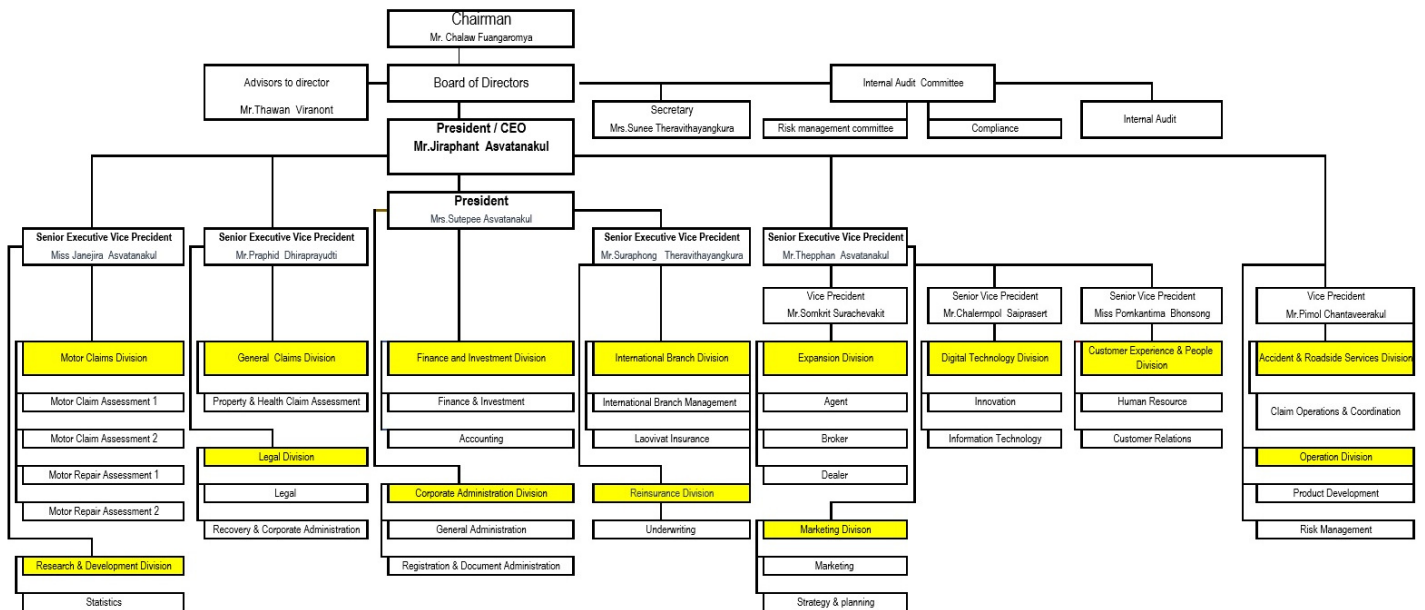 Chairman
Mr. Chalaw Fuangaromya
Advisors to director
Mr.Thawan Viranont
Board of Directors
Internal Audit Committee
Secretary
Mrs.Sunee Theravithayangkura
Risk management committee
Compliance
Internal Audit
President / CEO
Mr.Jiraphant Asvatanakul
President
Mrs.Sutepee Asvatanakul
Senior Executive Vice Precident
Miss Janejira Asvatanakul
Senior Executive Vice Precident
Mr.Praphid Dhiraprayudti
Senior Executive Vice Precident
Mr.Suraphong Theravithayangkura
Senior Executive Vice Precident
Mr.Thepphan Asvatanakul
Vice Precident
Mr.Somkrit Surachevakit
Senior Vice Precident
Mr.Chalermpol Saiprasert
Senior Vice Precident
Miss Pornkantima Bhonsong
Vice Precident
Mr.Pimol Chantaveerakul
Motor Claims Division
Motor Claim Assessment 1
Motor Claim Assessment 2
Motor Repair Assessment 1
Motor Repair Assessment 2
Research & Development Division
Statistics
General Claims Division
Property & Health Claim Assessment
Legal Division
Legal
Recovery & Corporate Administration
Finance and Investment Division
Finance & Investment
Accounting
Corporate Administration Division
General Administration
Registration & Document Administration
International Branch Division
International Branch Management
Laovivat Insurance
Reinsurance Division
Underwriting
Expansion Division
Agent
Broker
Dealer
Marketing Divison
Marketing
Strategy & planning
Digital Technology Division
Innovation
Information Technology
Customer Experience & People
Division
Human Resource
Customer Relations
Accident & Roadside Services Division
Claim Operations & Coordination
Operation Division
Product Development
Risk Management